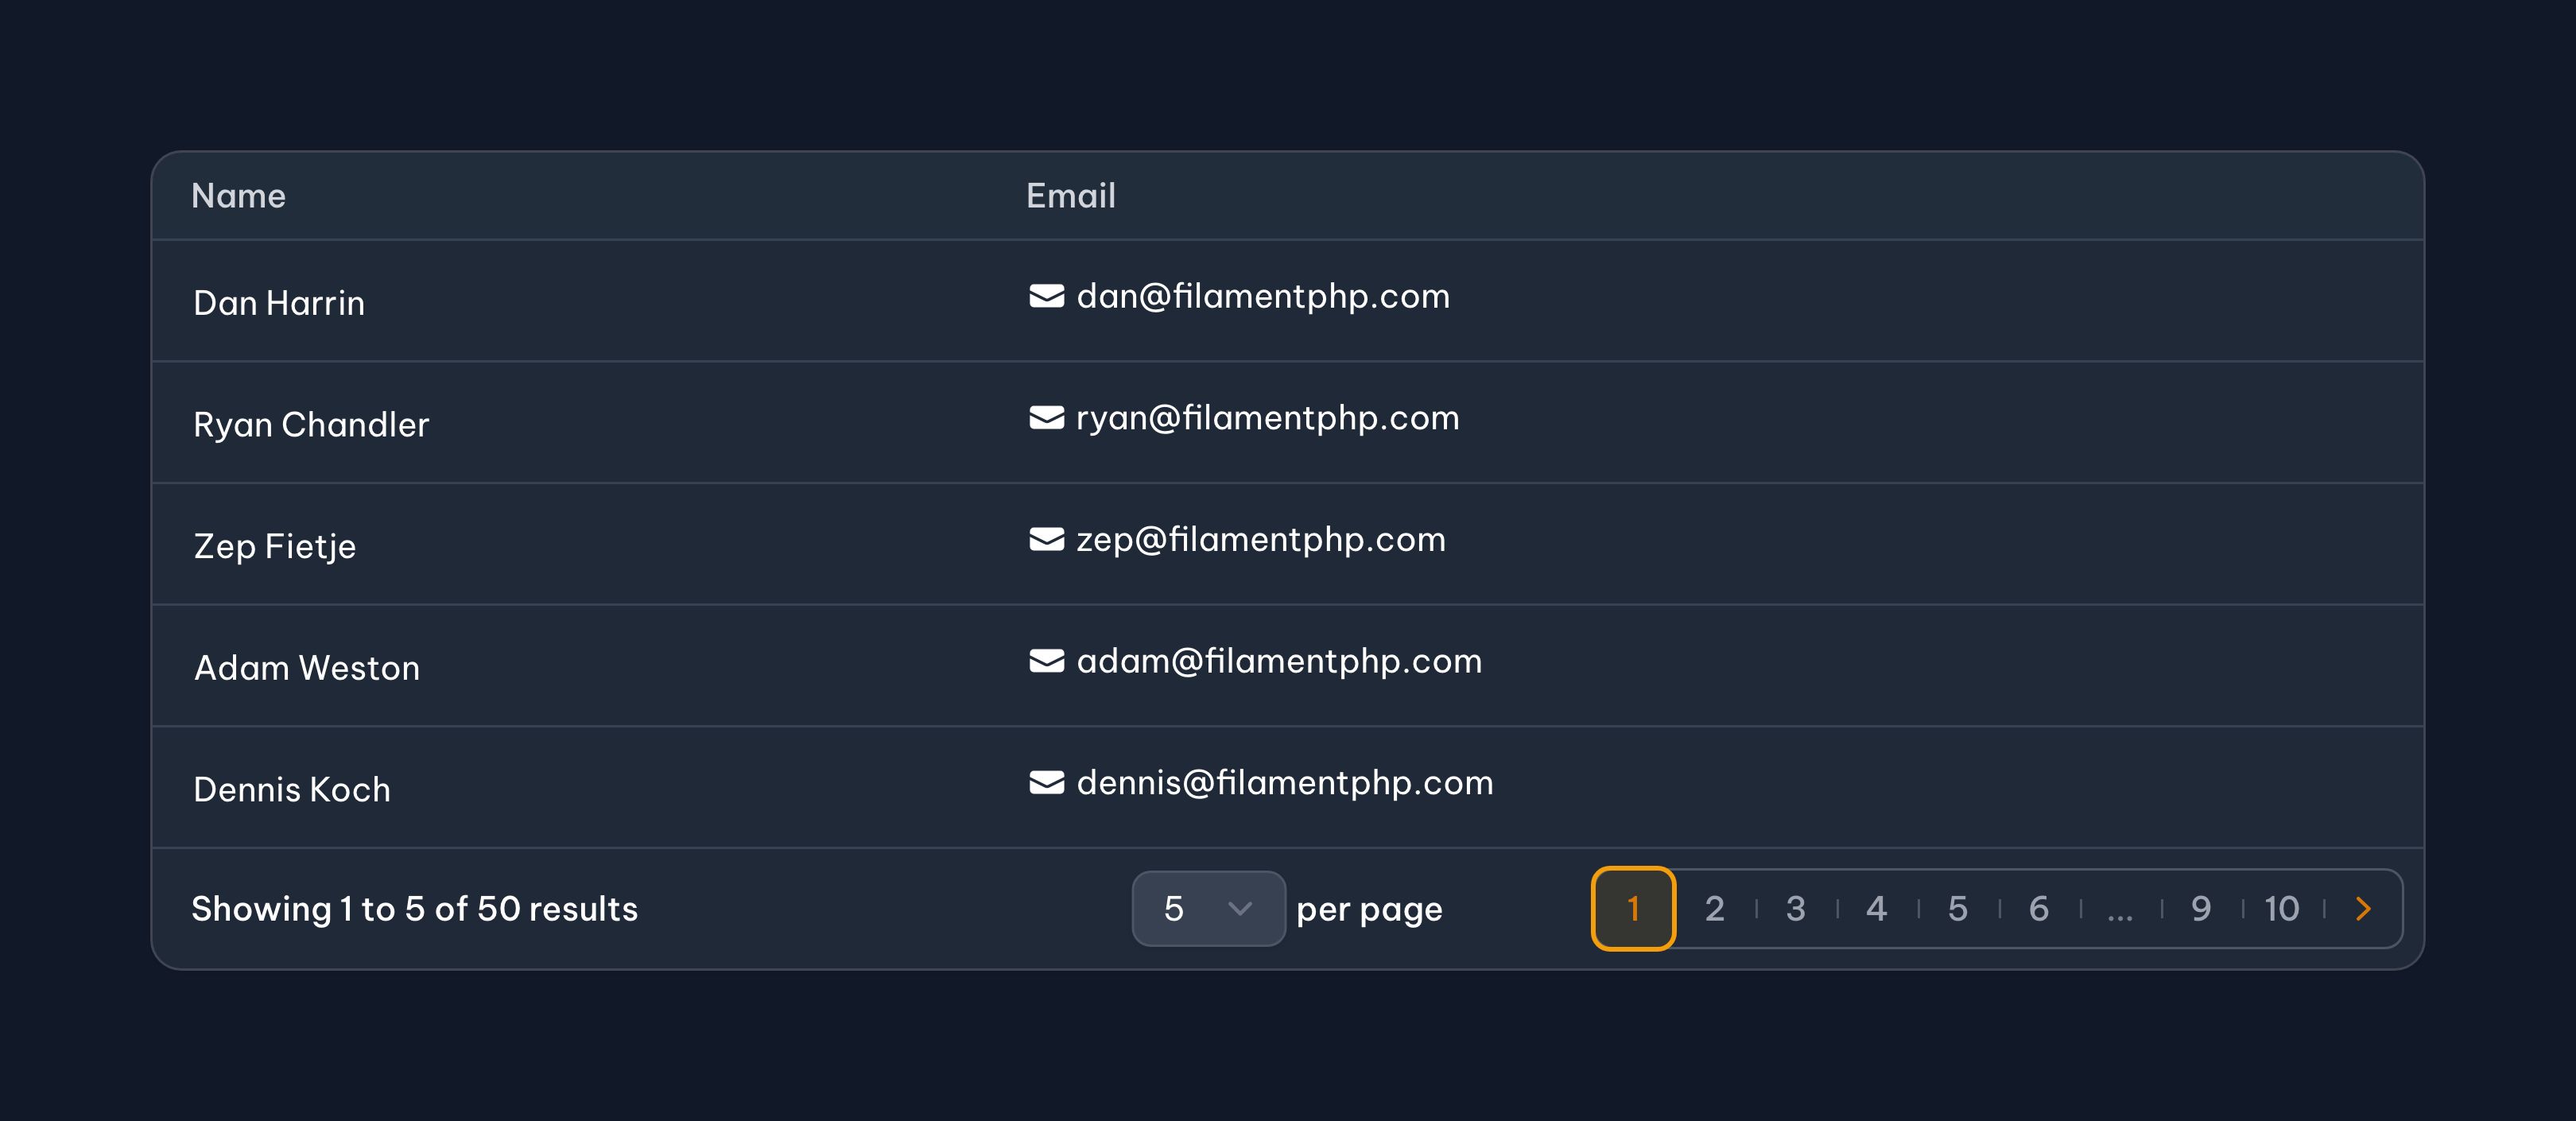 Name Email
Dan Harrin dan@filamentphp.com
Ryan Chandler ryan@filamentphp.com
Zep Fietje zep@filamentphp.com
Adam Weston adam@filamentphp.com
Dennis Koch dennis@filamentphp.com
Showing 1 to 5 of 50 results 5 per page 1 2 3 4 5 6 ... 9 10